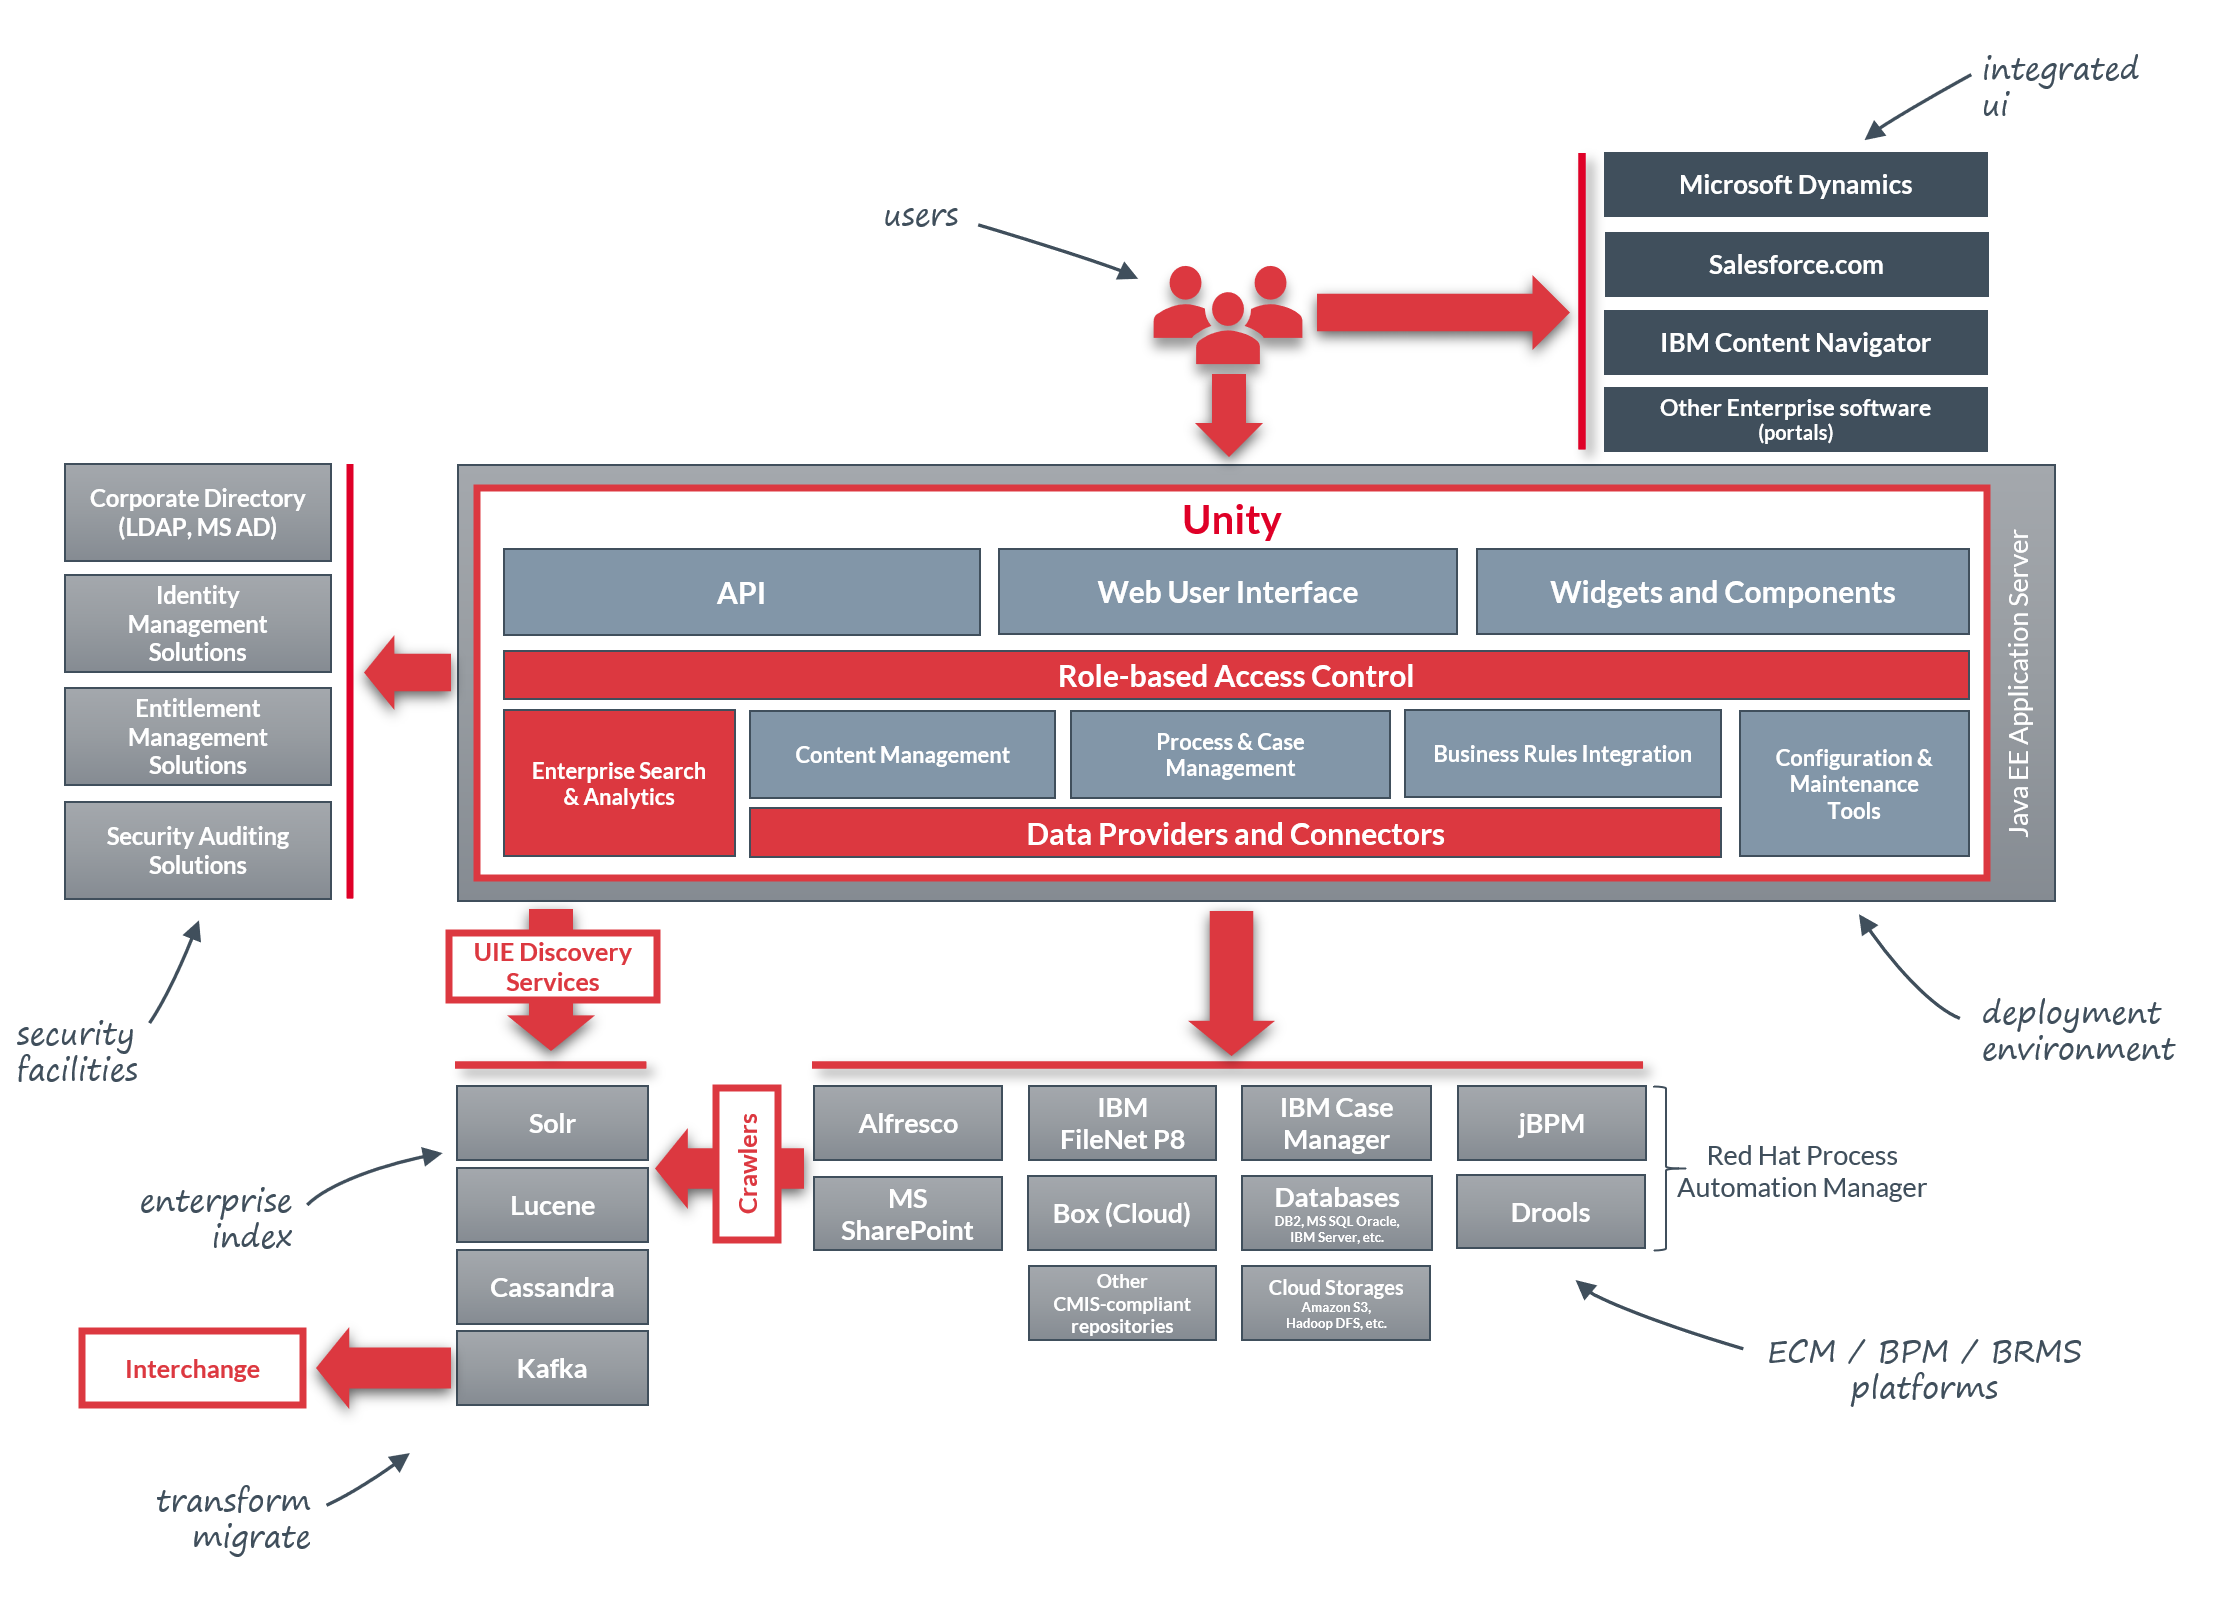 integrated
ui
Microsoft Dynamics
Salesforce.com
IBM Content Navigator
Other Enterprise software
(portals)
users
Corporate Directory
(LDAP, MS AD)
Identity
Management
Solutions
Entitlement
Management
Solutions
Security Auditing
Solutions
security
facilities
Unity
API
Web User Interface
Widgets and Components
Role-based Access Control
Enterprise Search
& Analytics
Content Management
Process & Case
Management
Business Rules Integration
Configuration &
Maintenance
Tools
Data Providers and Connectors
Java EE Application Server
deployment
environment
UIE Discovery
Services
Solr
Lucene
Cassandra
Kafka
enterprise
index
Crawlers
Alfresco
IBM
FileNet P8
IBM Case
Manager
jBPM
MS
SharePoint
Box (Cloud)
Databases
DB2, MS SQL Oracle,
IBM Server, etc.
Drools
Other
CMIS-compliant
repositories
Cloud Storages
Amazon S3,
Hadoop DFS, etc.
Red Hat Process
Automation Manager
ECM / BPM / BRMS
platforms
Interchange
transform
migrate